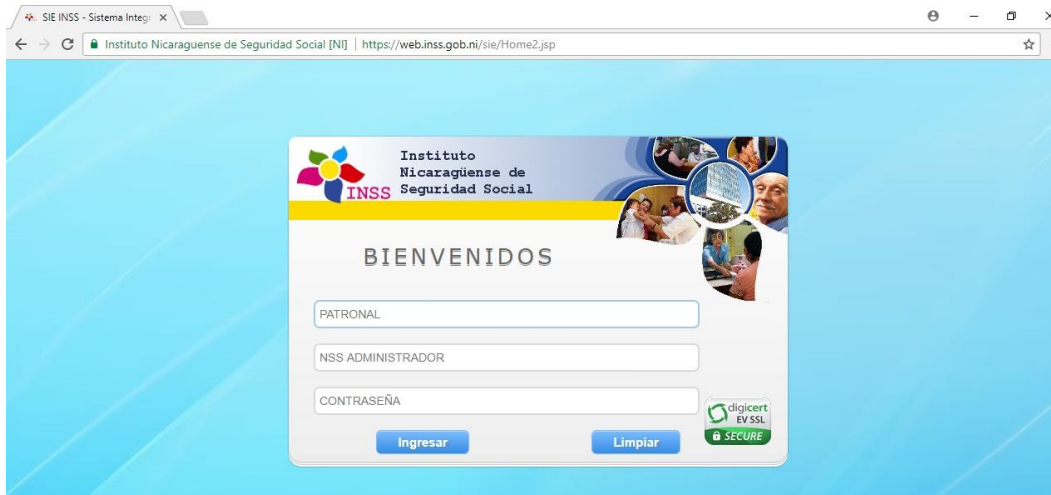 SIE INSS - Sistema Integr
Instituto Nicaraguense de Seguridad Social [NI] | https://web.inss.gob.ni/sie/Home2.jsp
INSS
Instituto
Nicaragüense de
Seguridad Social
BIENVENIDOS
PATRONAL
NSS ADMINISTRADOR
CONTRASEÑA
digicert
EV SSL
SECURE
Ingresar
Limpiar